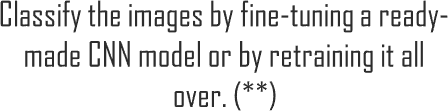 Classify the images by fine-tuning a ready-
made CNN model or by retraining it all
over. (**)